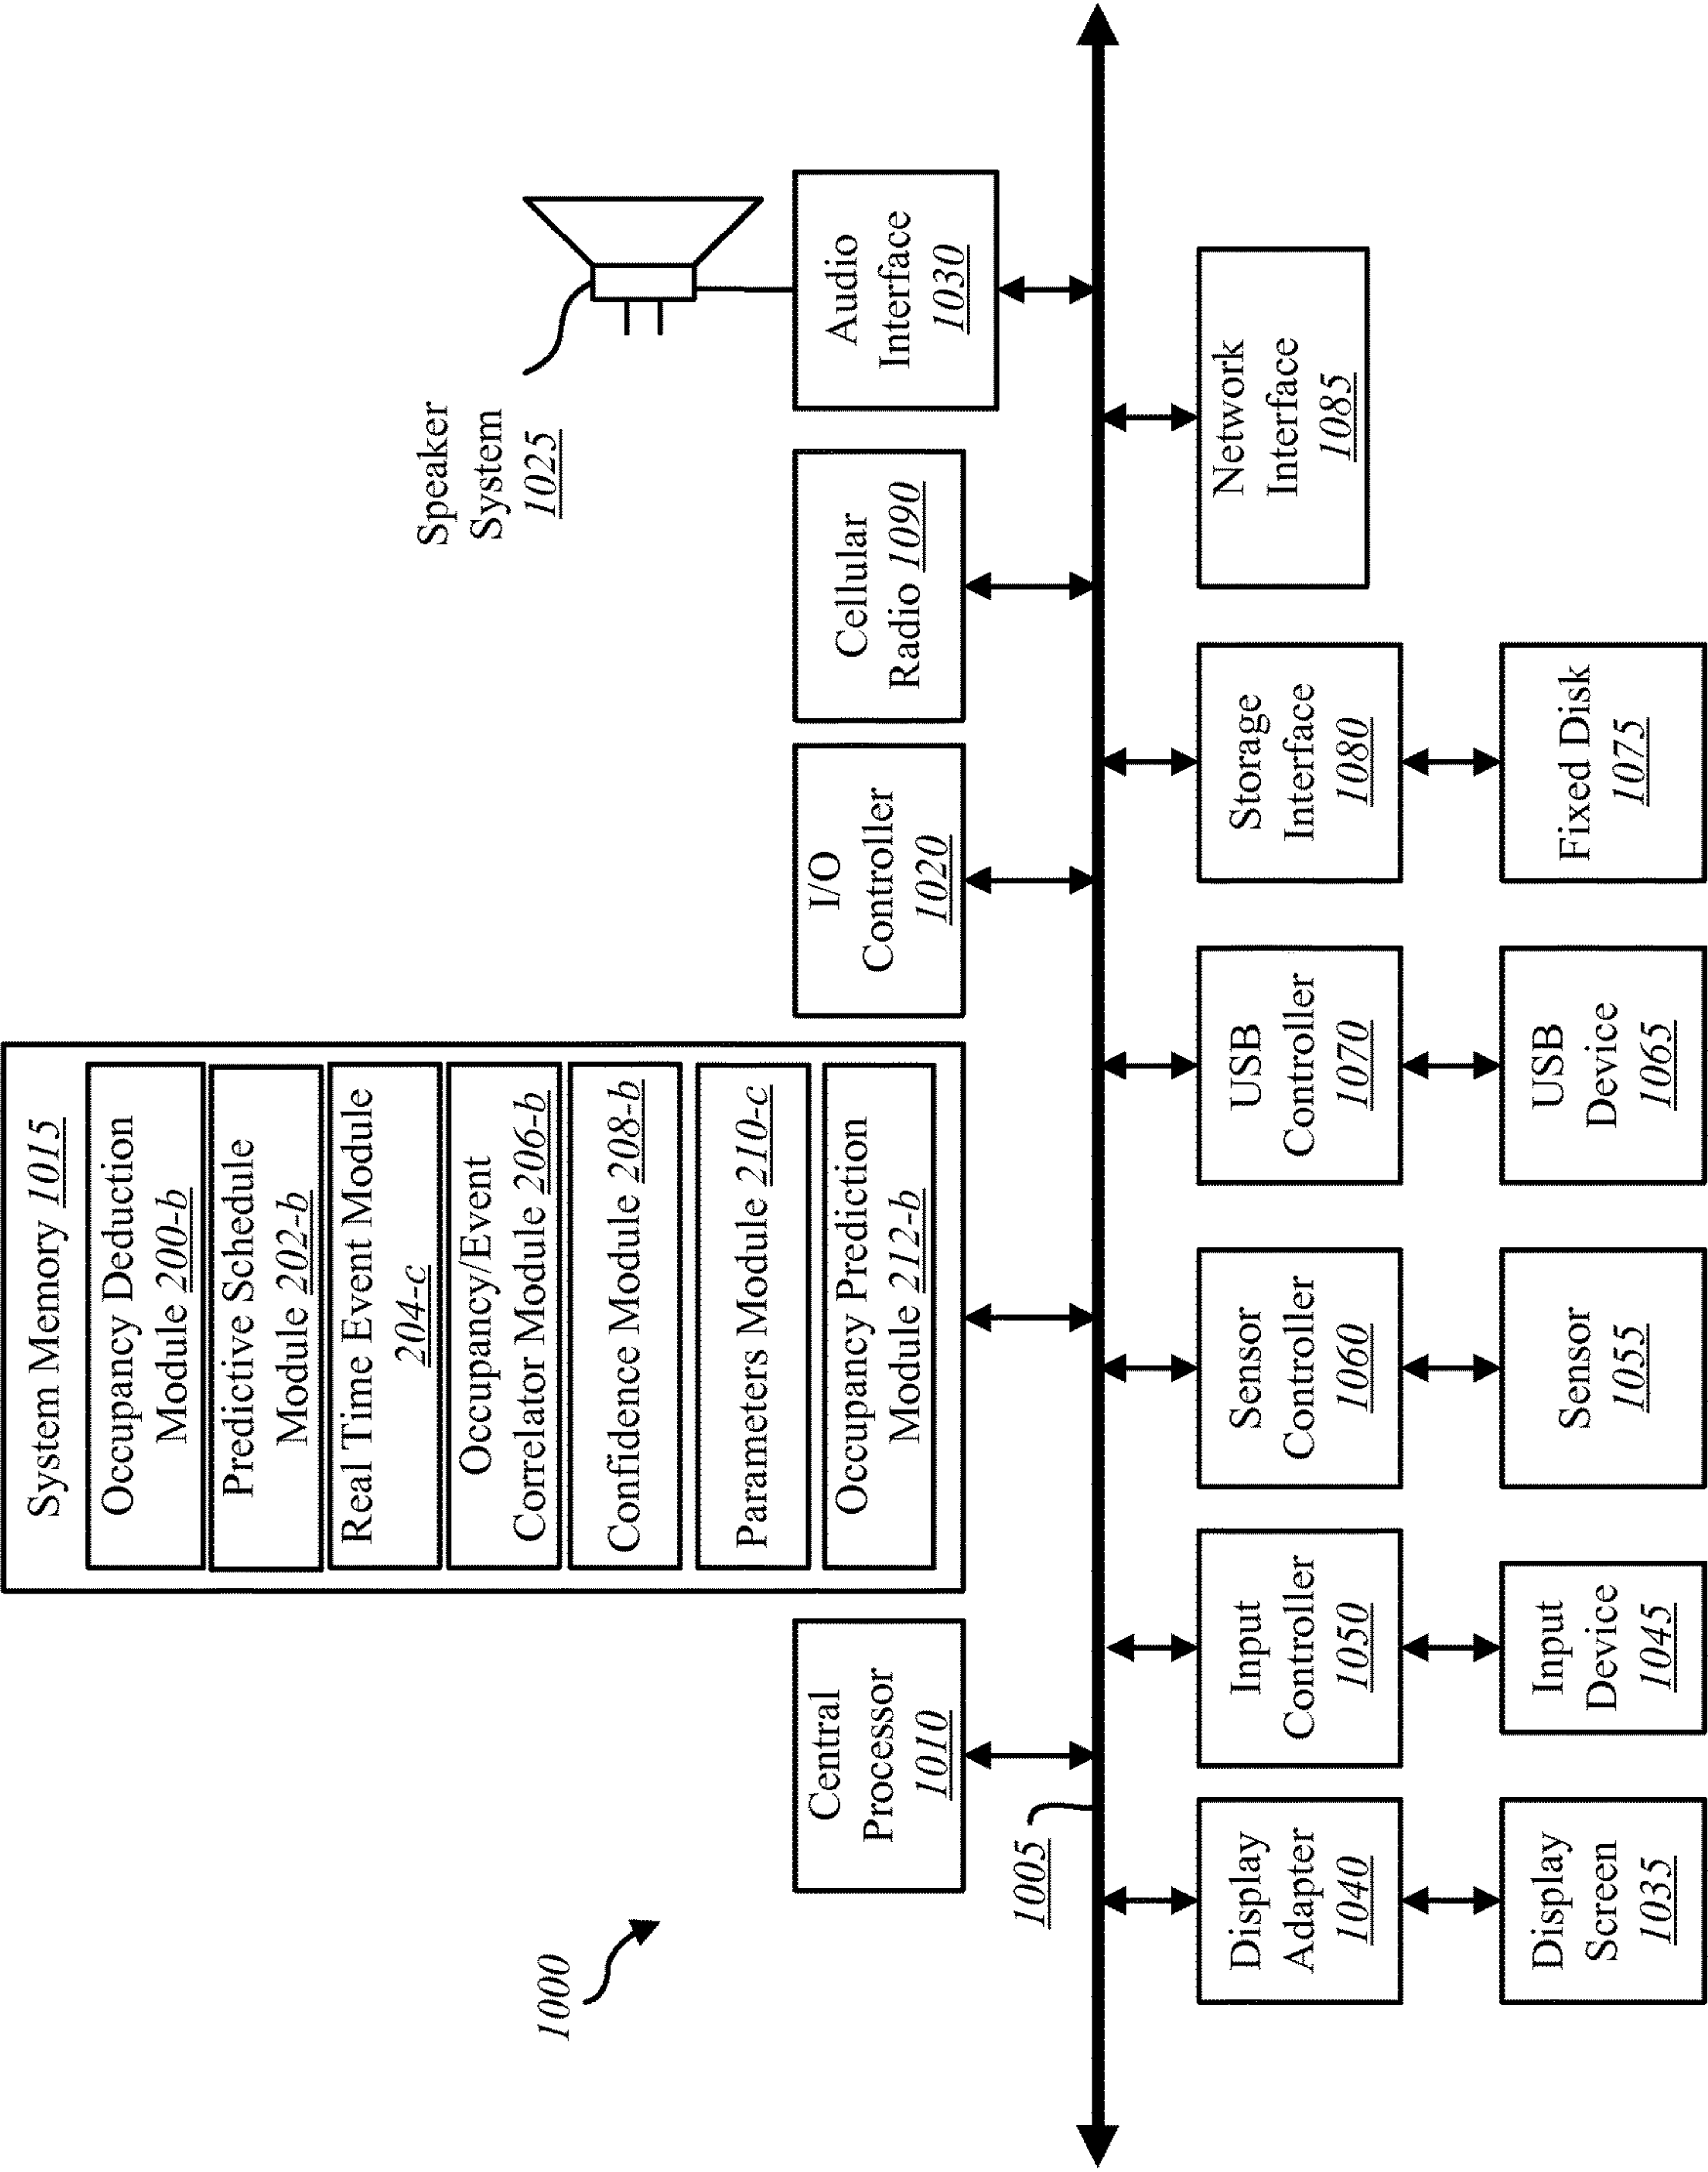 System Memory 1015
Occupancy Deduction
Module 200-b
Predictive Schedule
Module 202-b
Real Time Event Module
204-c
Occupancy/Event
Correlator Module 206-b
Confidence Module 208-b
Parameters Module 210-c
Occupancy Prediction
Module 212-b
Speaker
System
1025
1000
Central
Processor
1010
I/O
Controller
1020
Cellular
Radio 1090
Audio
Interface
1030
1005
Display
Adapter
1040
Input
Controller
1050
Sensor
Controller
1060
USB
Controller
1070
Storage
Interface
1080
Network
Interface
1085
Display
Screen
1035
Input
Device
1045
Sensor
1055
USB
Device
1065
Fixed Disk
1075